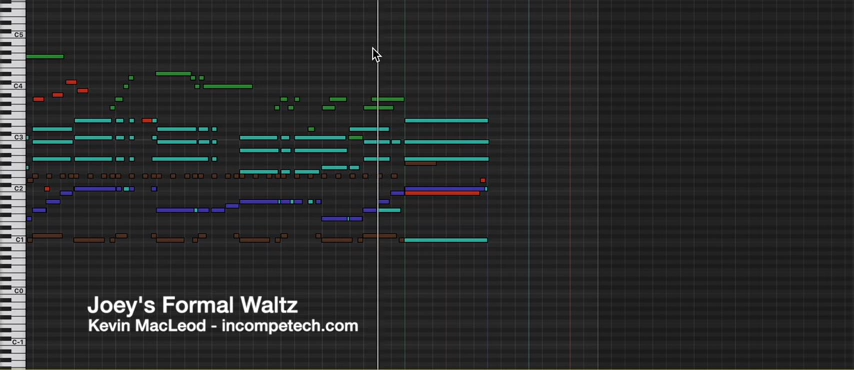 C5
C4
C3
C2
C1
C0
C-1
Joey's Formal Waltz
Kevin MacLeod - incompetech.com